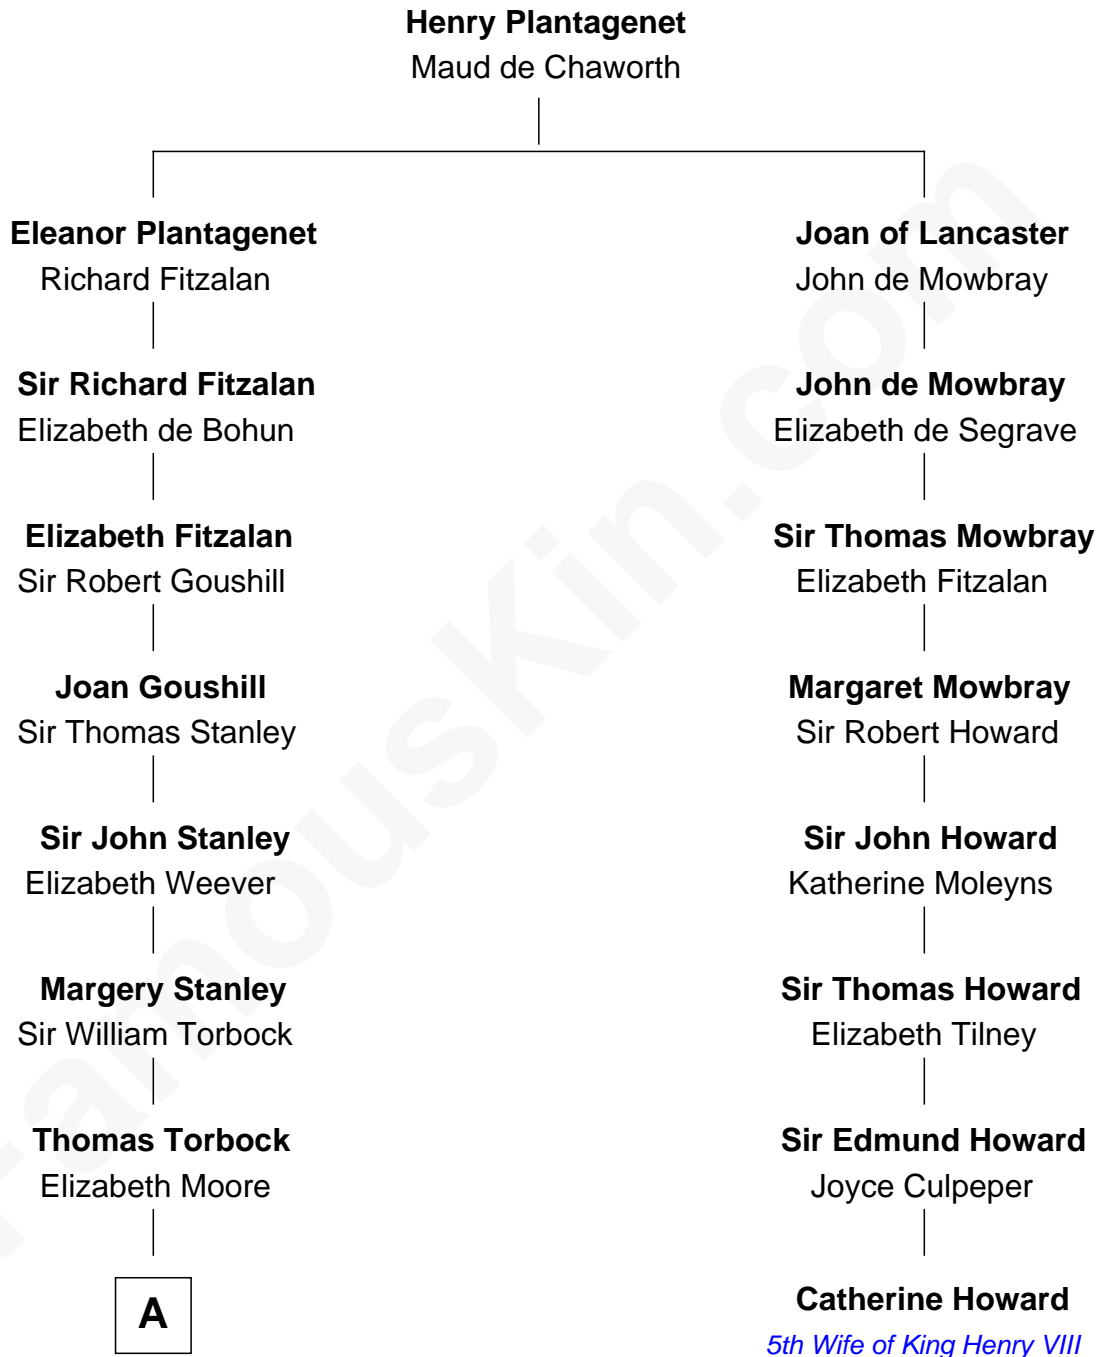 Henry Plantagenet
Maud de Chaworth
Eleanor Plantagenet
Richard Fitzalan
Joan of Lancaster
John de Mowbray
Sir Richard Fitzalan
Elizabeth de Bohun
John de Mowbray
Elizabeth de Segrave
Elizabeth Fitzalan
Sir Robert Goushill
Sir Thomas Mowbray
Elizabeth Fitzalan
Joan Goushill
Sir Thomas Stanley
Margaret Mowbray
Sir Robert Howard
Sir John Stanley
Elizabeth Weever
Sir John Howard
Katherine Moleyns
Margery Stanley
Sir William Torbock
Sir Thomas Howard
Elizabeth Tilney
Thomas Torbock
Elizabeth Moore
Sir Edmund Howard
Joyce Culpeper
A
Catherine Howard
5th Wife of King Henry VIII
FamousKin.com